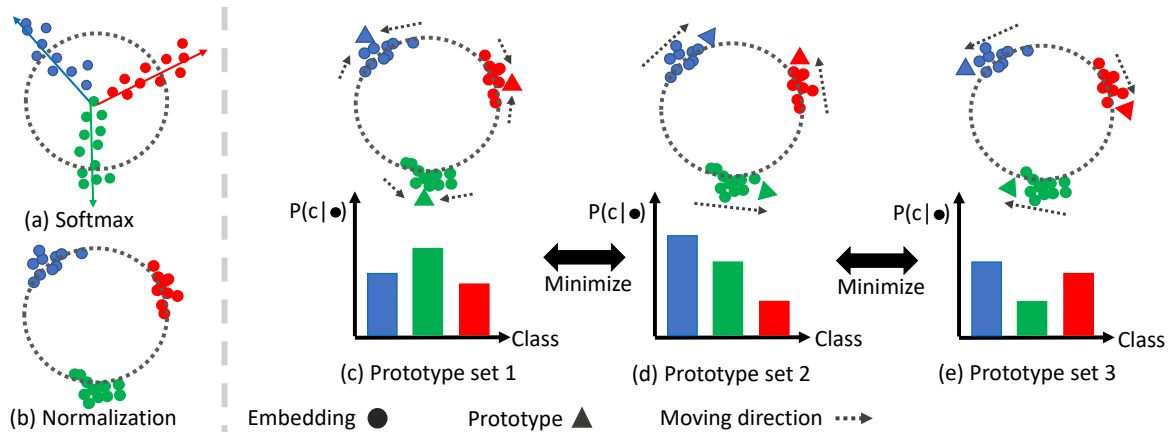 (a) Softmax
(b) Normalization
P(c|●)
Class
(c) Prototype set 1
Minimize
P(c|●)
Class
(d) Prototype set 2
Minimize
P(c|●)
Class
(e) Prototype set 3
Embedding
Prototype
Moving direction